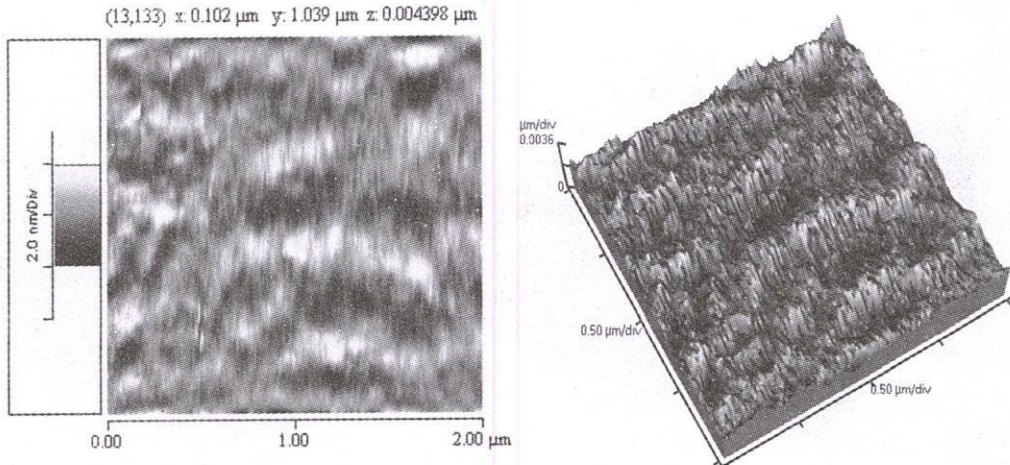 (13,133) x: 0.102 µm y: 1.039 µm z: 0.004398 µm
2.0 nm/Div
0.00 1.00 2.00 µm
µm/div
0.0036
0
0.50 µm/div
0.50 µm/div